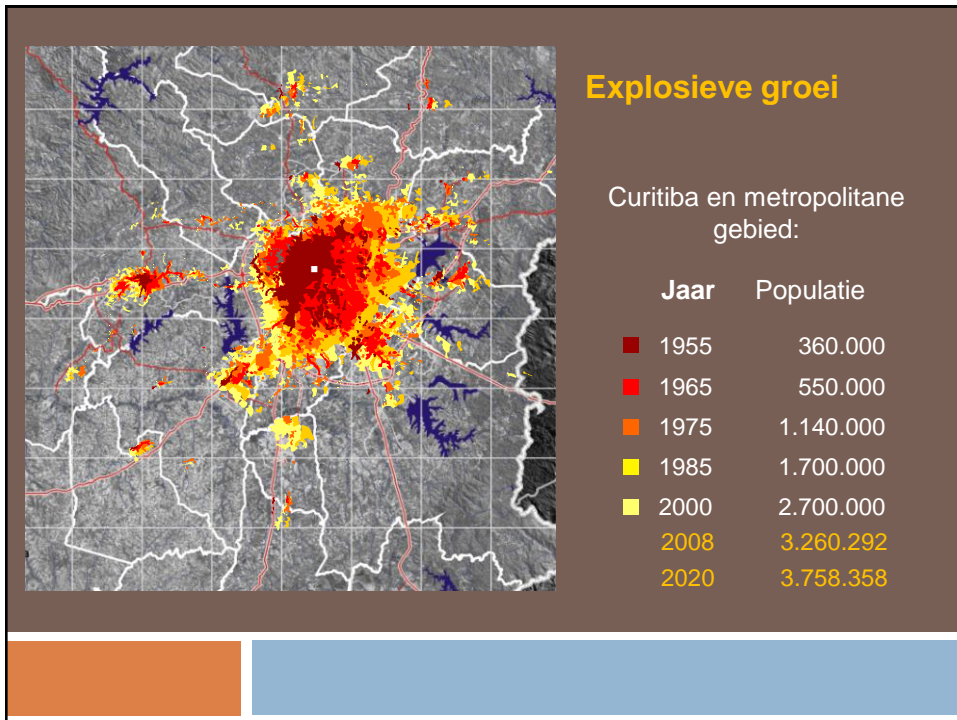 Explosieve groei
Curitiba en metropolitane
gebied:
Jaar Populatie
1955 360.000
1965 550.000
1975 1.140.000
1985 1.700.000
2000 2.700.000
2008 3.260.292
2020 3.758.358